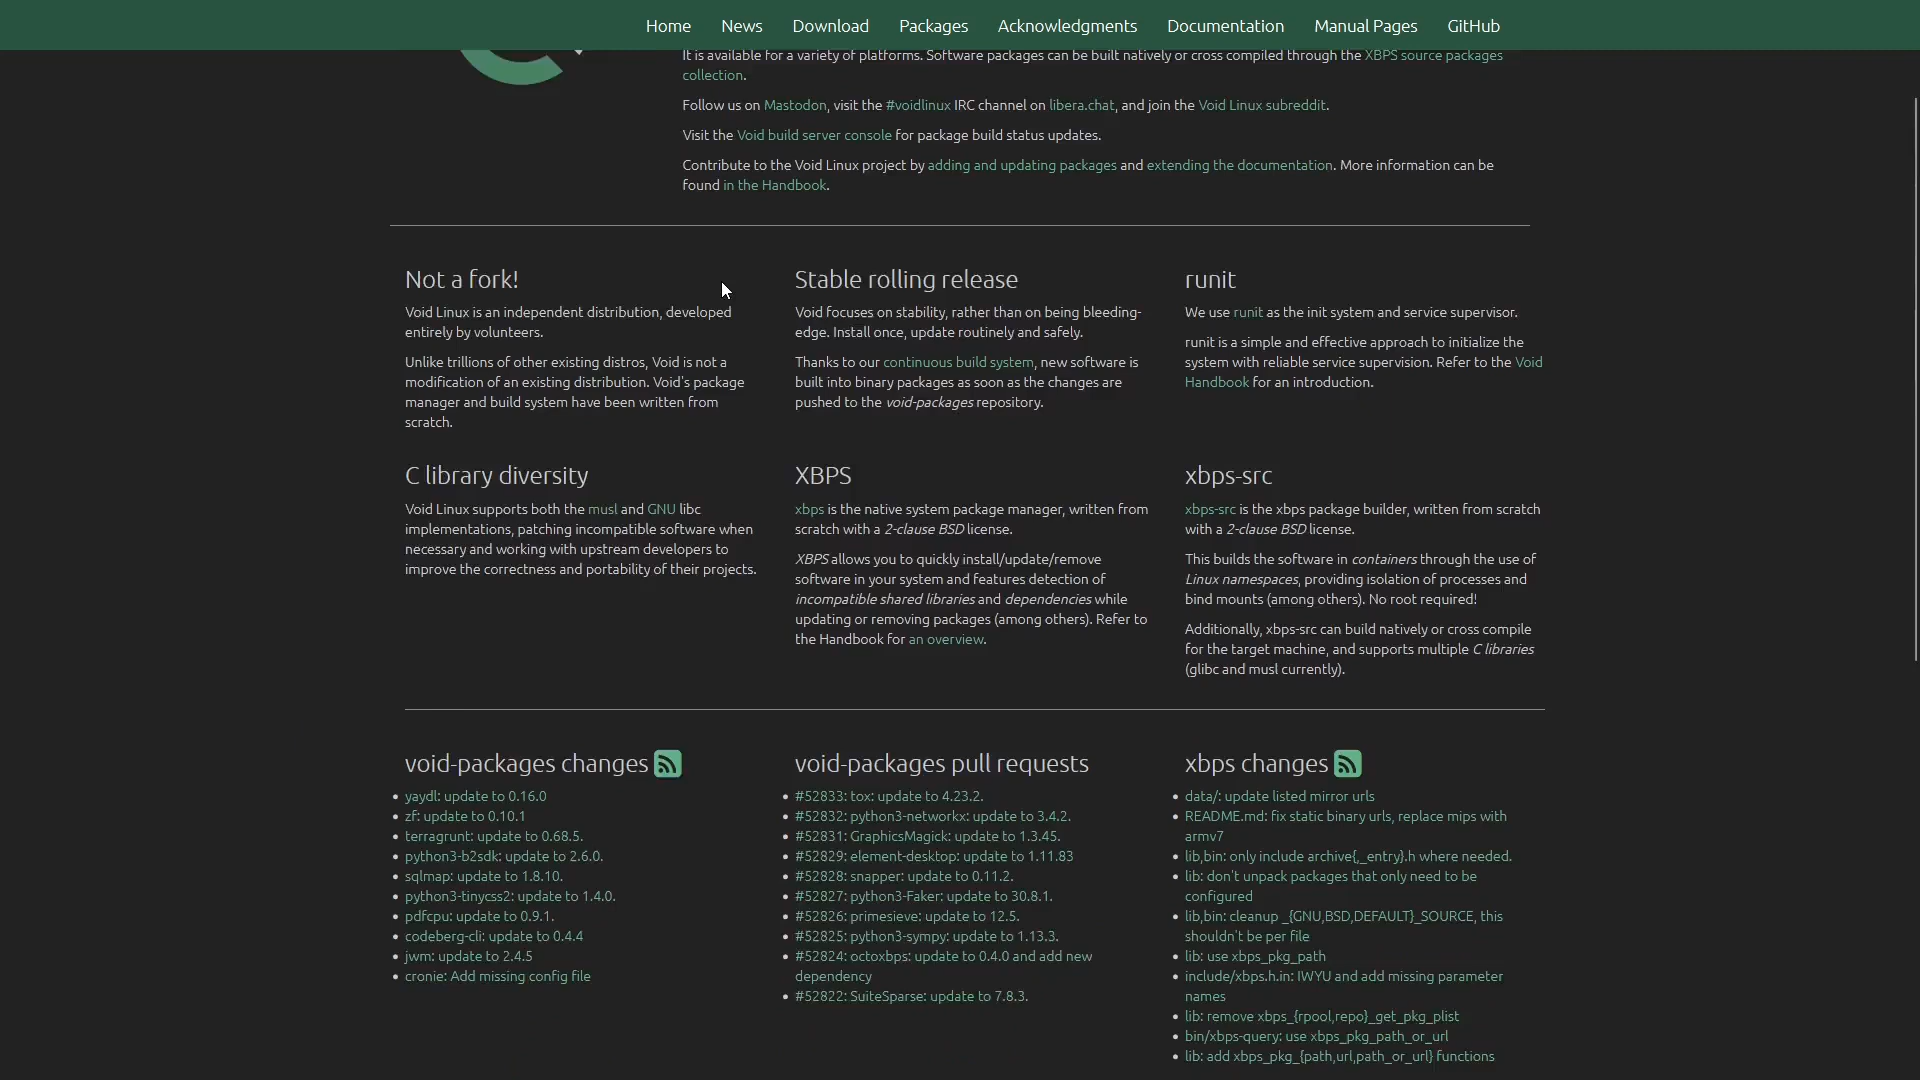 Home News Download Packages Acknowledgments Documentation Manual Pages GitHub
It is available for a variety of platforms. Software packages can be built natively or cross compiled through the XBPS source packages
collection.
Follow us on Mastodon, visit the #voidlinux IRC channel on libera.chat, and join the Void Linux subreddit.
Visit the Void build server console for package build status updates.
Contribute to the Void Linux project by adding and updating packages and extending the documentation. More information can be
found in the Handbook.
Not a fork!
Void Linux is an independent distribution, developed
entirely by volunteers.
Unlike trillions of other existing distros, Void is not a
modification of an existing distribution. Void's package
manager and build system have been written from
scratch.
Stable rolling release
Void focuses on stability, rather than on being bleeding-
edge. Install once, update routinely and safely.
Thanks to our continuous build system, new software is
built into binary packages as soon as the changes are
pushed to the void-packages repository.
runit
We use runit as the init system and service supervisor.
runit is a simple and effective approach to initialize the
system with reliable service supervision. Refer to the Void
Handbook for an introduction.
C library diversity
Void Linux supports both the musl and GNU libc
implementations, patching incompatible software when
necessary and working with upstream developers to
improve the correctness and portability of their projects.
XBPS
xbps is the native system package manager, written from
scratch with a 2-clause BSD license.
XBPS allows you to quickly install/update/remove
software in your system and features detection of
incompatible shared libraries and dependencies while
updating or removing packages (among others). Refer to
the Handbook for an overview.
xbps-src
xbps-src is the xbps package builder, written from scratch
with a 2-clause BSD license.
This builds the software in containers through the use of
Linux namespaces, providing isolation of processes and
bind mounts (among others). No root required!
Additionally, xbps-src can build natively or cross compile
for the target machine, and supports multiple C libraries
(glibc and musl currently).
void-packages changes
yaydl: update to 0.16.0
zf: update to 0.10.1
terragrunt: update to 0.68.5.
python3-b2sdk: update to 2.6.0.
sqlmap: update to 1.8.10.
python3-tinycss2: update to 1.4.0.
pdfcpu: update to 0.9.1.
codeberg-cli: update to 0.4.4
jwm: update to 2.4.5
cronie: Add missing config file
void-packages pull requests
#52833: tox: update to 4.23.2.
#52832: python3-networkx: update to 3.4.2.
#52831: GraphicsMagick: update to 1.3.45.
#52829: element-desktop: update to 1.11.83
#52828: snapper: update to 0.11.2.
#52827: python3-Faker: update to 30.8.1.
#52826: primesieve: update to 12.5.
#52825: python3-sympy: update to 1.13.3.
#52824: octoxbps: update to 0.4.0 and add new
dependency
#52822: SuiteSparse: update to 7.8.3.
xbps changes
data/: update listed mirror urls
README.md: fix static binary urls, replace mips with
armv7
lib,bin: only include archive{,_entry}.h where needed.
lib: don't unpack packages that only need to be
configured
lib,bin: cleanup _{GNU,BSD,DEFAULT}_SOURCE, this
shouldn't be per file
lib: use xbps_pkg_path
include/xbps.h.in: IWYU and add missing parameter
names
lib: remove xbps_{rpool,repo}_get_pkg_plist
bin/xbps-query: use xbps_pkg_path_or_url
lib: add xbps_pkg_{path,url,path_or_url} functions